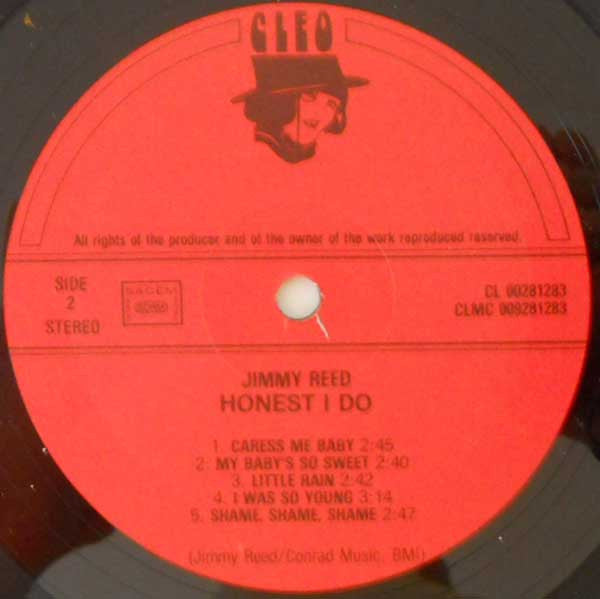 CLEO
All rights of the producer and of the owner of the work reproduced reserved.
SIDE
2
STEREO
SACEM
CL 00281283
CLMC 009281283
JIMMY REED
HONEST I DO
1. CARESS ME BABY 2:45
2. MY BABY'S SO SWEET 2:40
3. LITTLE RAIN 2:42
4. I WAS SO YOUNG 3:14
5. SHAME, SHAME, SHAME 2:47
(Jimmy Reed/Conrad Music, BMI)